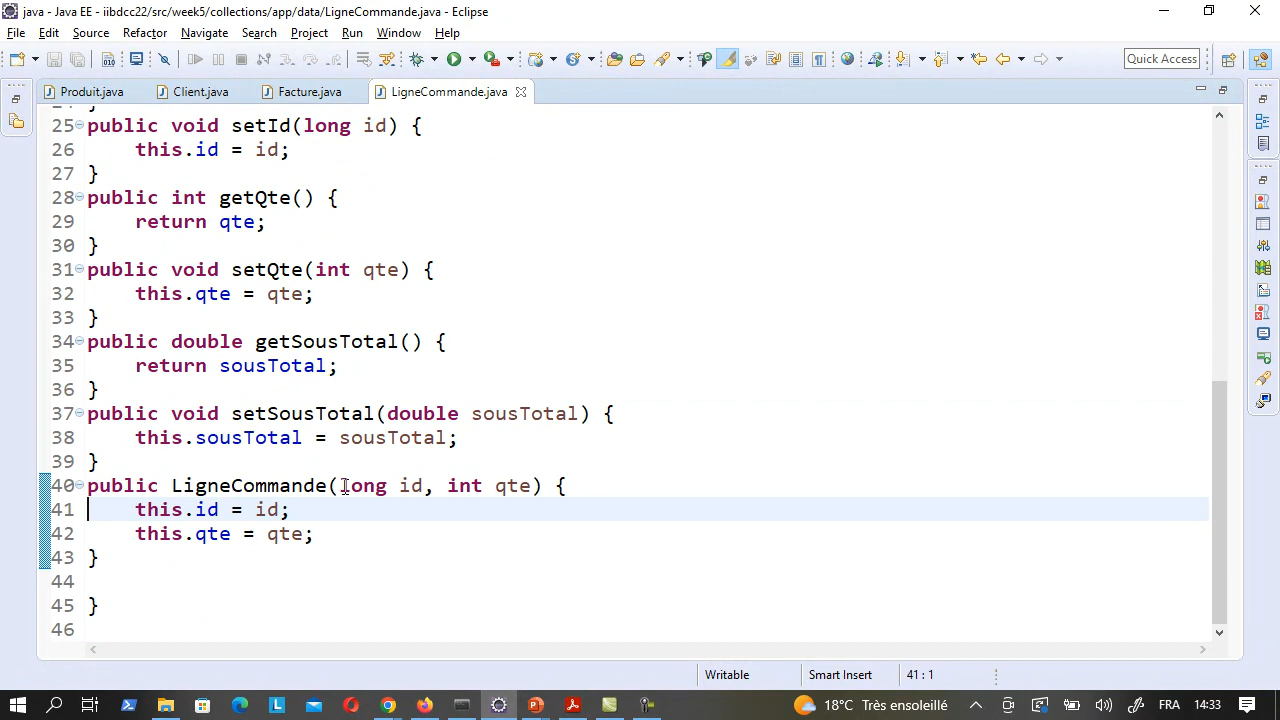 java - Java EE - iibdcc22/src/week5/collections/app/data/LigneCommande.java - Eclipse
File Edit Source Refactor Navigate Search Project Run Window Help
Quick Access
Produit.java Client.java Facture.java LigneCommande.java
25 public void setId(long id) {
26 this.id = id;
27 }
28 public int getQte() {
29 return qte;
30 }
31 public void setQte(int qte) {
32 this.qte = qte;
33 }
34 public double getSousTotal() {
35 return sousTotal;
36 }
37 public void setSousTotal(double sousTotal) {
38 this.sousTotal = sousTotal;
39 }
40 public LigneCommande(long id, int qte) {
41 this.id = id;
42 this.qte = qte;
43 }
44
45 }
46
Writable Smart Insert 41 : 1
18°C Très ensoleillé FRA 14:33